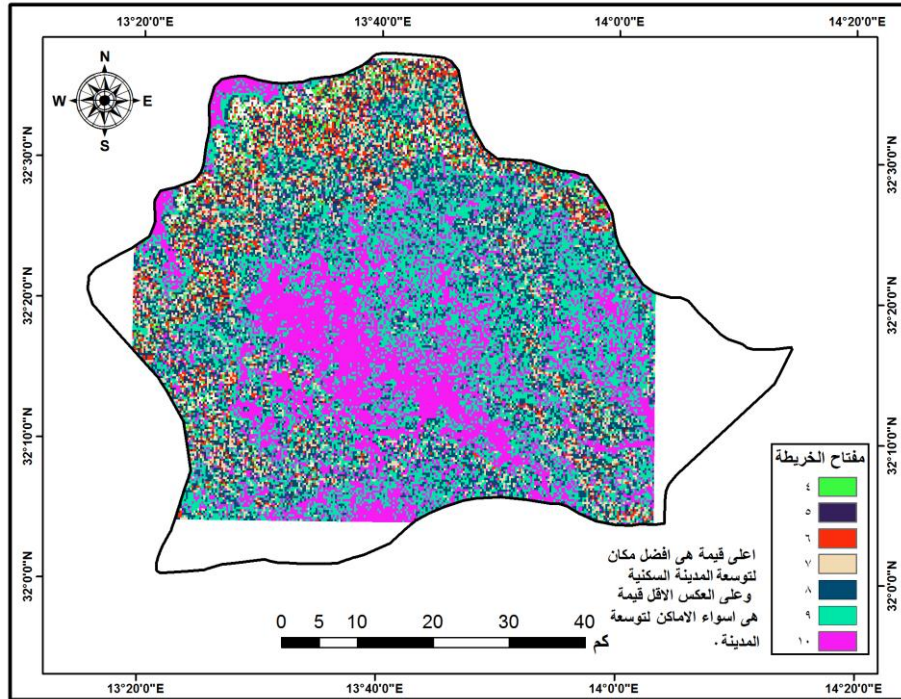 13°20'0"E 13°40'0"E 14°0'0"E 14°20'0"E
N
W E
S
32°30'0"N 32°30'0"N
32°20'0"N 32°20'0"N
32°10'0"N 32°10'0"N
32°0'0"N 32°0'0"N
مفتاح الخريطة
٤
٥
٦
٧
٨
٩
١٠
اعلى قيمة هى افضل مكان
لتوسعة المدينة السكنية
وعلى العكس الاقل قيمة
هى اسواء الاماكن لتوسعة
المدينة.
0 5 10 20 30 40
كم
13°20'0"E 13°40'0"E 14°0'0"E 14°20'0"E